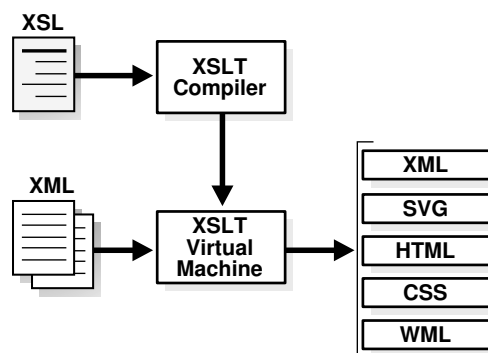 XSL
XSLT
Compiler
XML
XSLT
Virtual
Machine
XML
SVG
HTML
CSS
WML